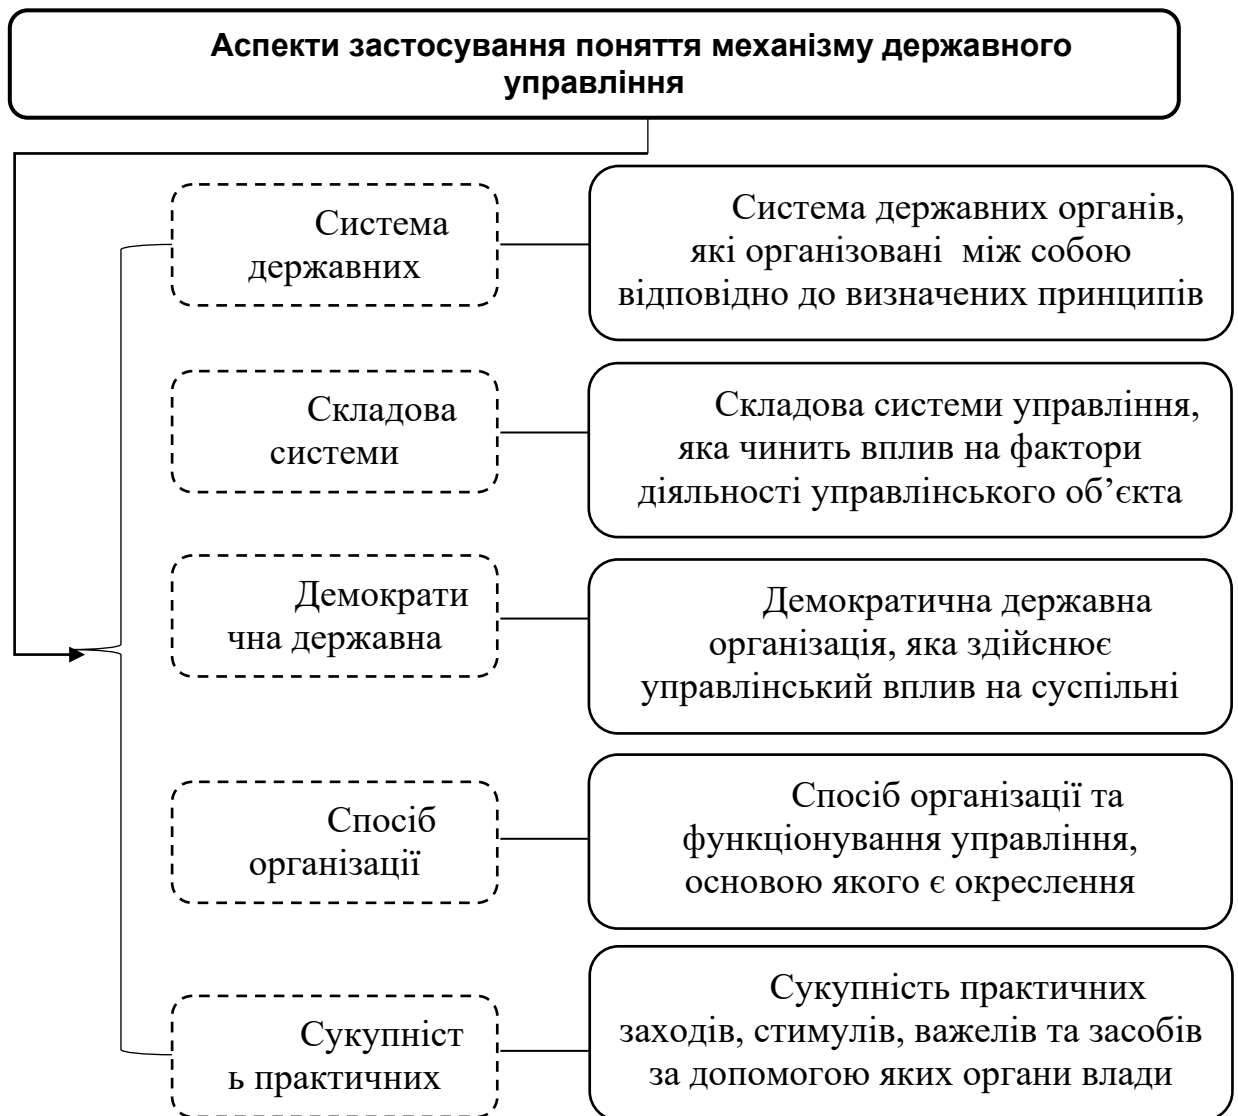 Аспекти застосування поняття механізму державного
управління
Система
державних
Система державних органів,
які організовані між собою
відповідно до визначених принципів
Складова
системи
Складова системи управління,
яка чинить вплив на фактори
діяльності управлінського об’єкта
Демократи
чна державна
Демократична державна
організація, яка здійснює
управлінський вплив на суспільні
Спосіб
організації
Спосіб організації та
функціонування управління,
основою якого є окреслення
Сукупніст
ь практичних
Сукупність практичних
заходів, стимулів, важелів та засобів
за допомогою яких органи влади